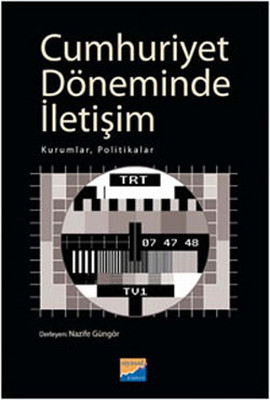 Cumhuriyet
Döneminde
İletişim
Kurumlar, Politikalar
TRT
07 47 48
TV1
Derleyen: Nazife Güngör